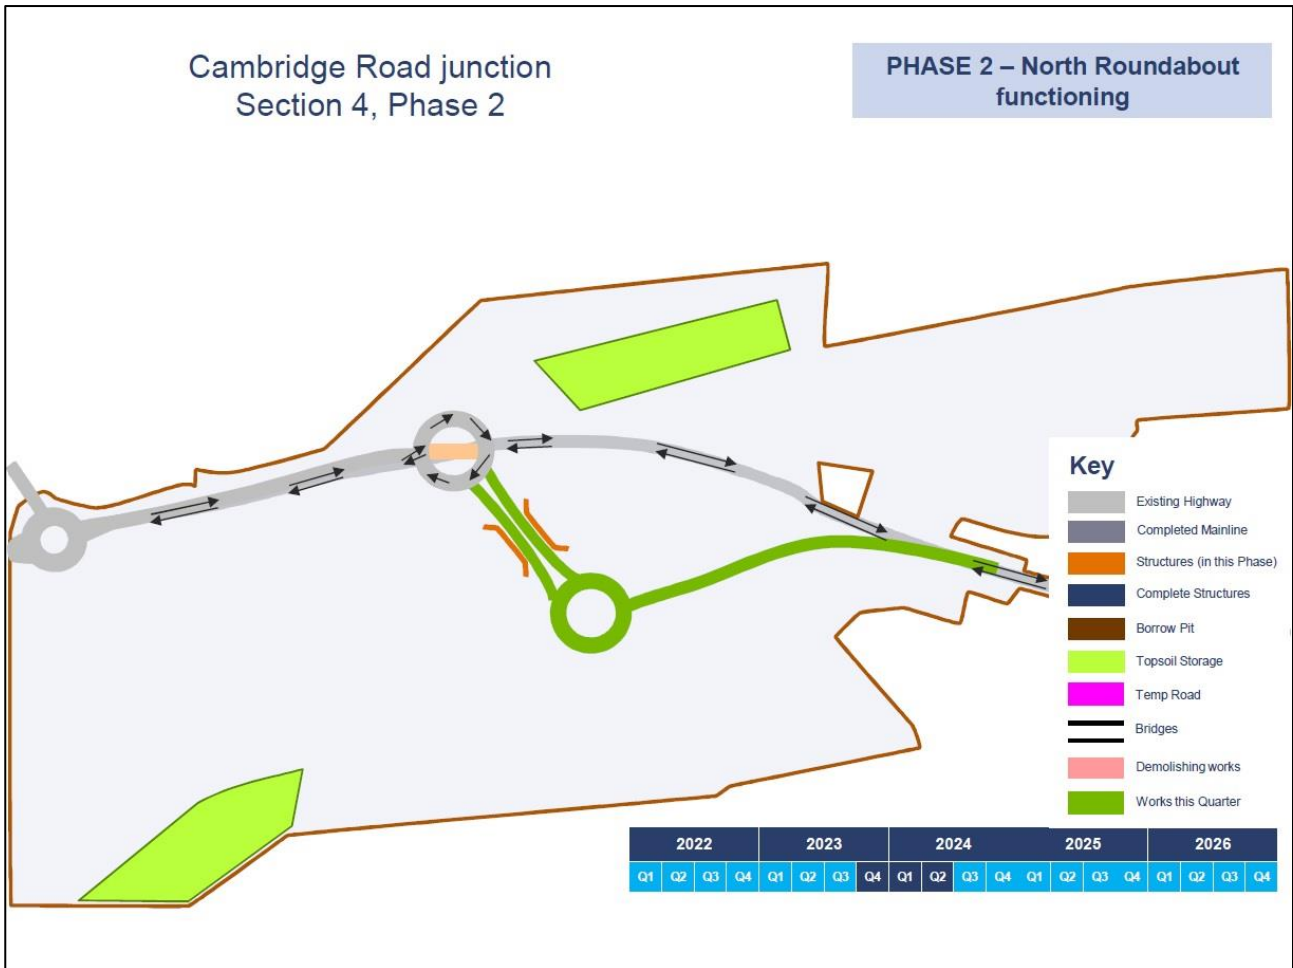 Cambridge Road junction
Section 4, Phase 2
PHASE 2 – North Roundabout
functioning
Key
Existing Highway
Completed Mainline
Structures (in this Phase)
Complete Structures
Borrow Pit
Topsoil Storage
Temp Road
Bridges
Demolishing works
Works this Quarter
2022 2023 2024 2025 2026
Q1 Q2 Q3 Q4 Q1 Q2 Q3 Q4 Q1 Q2 Q3 Q4 Q1 Q2 Q3 Q4 Q1 Q2 Q3 Q4